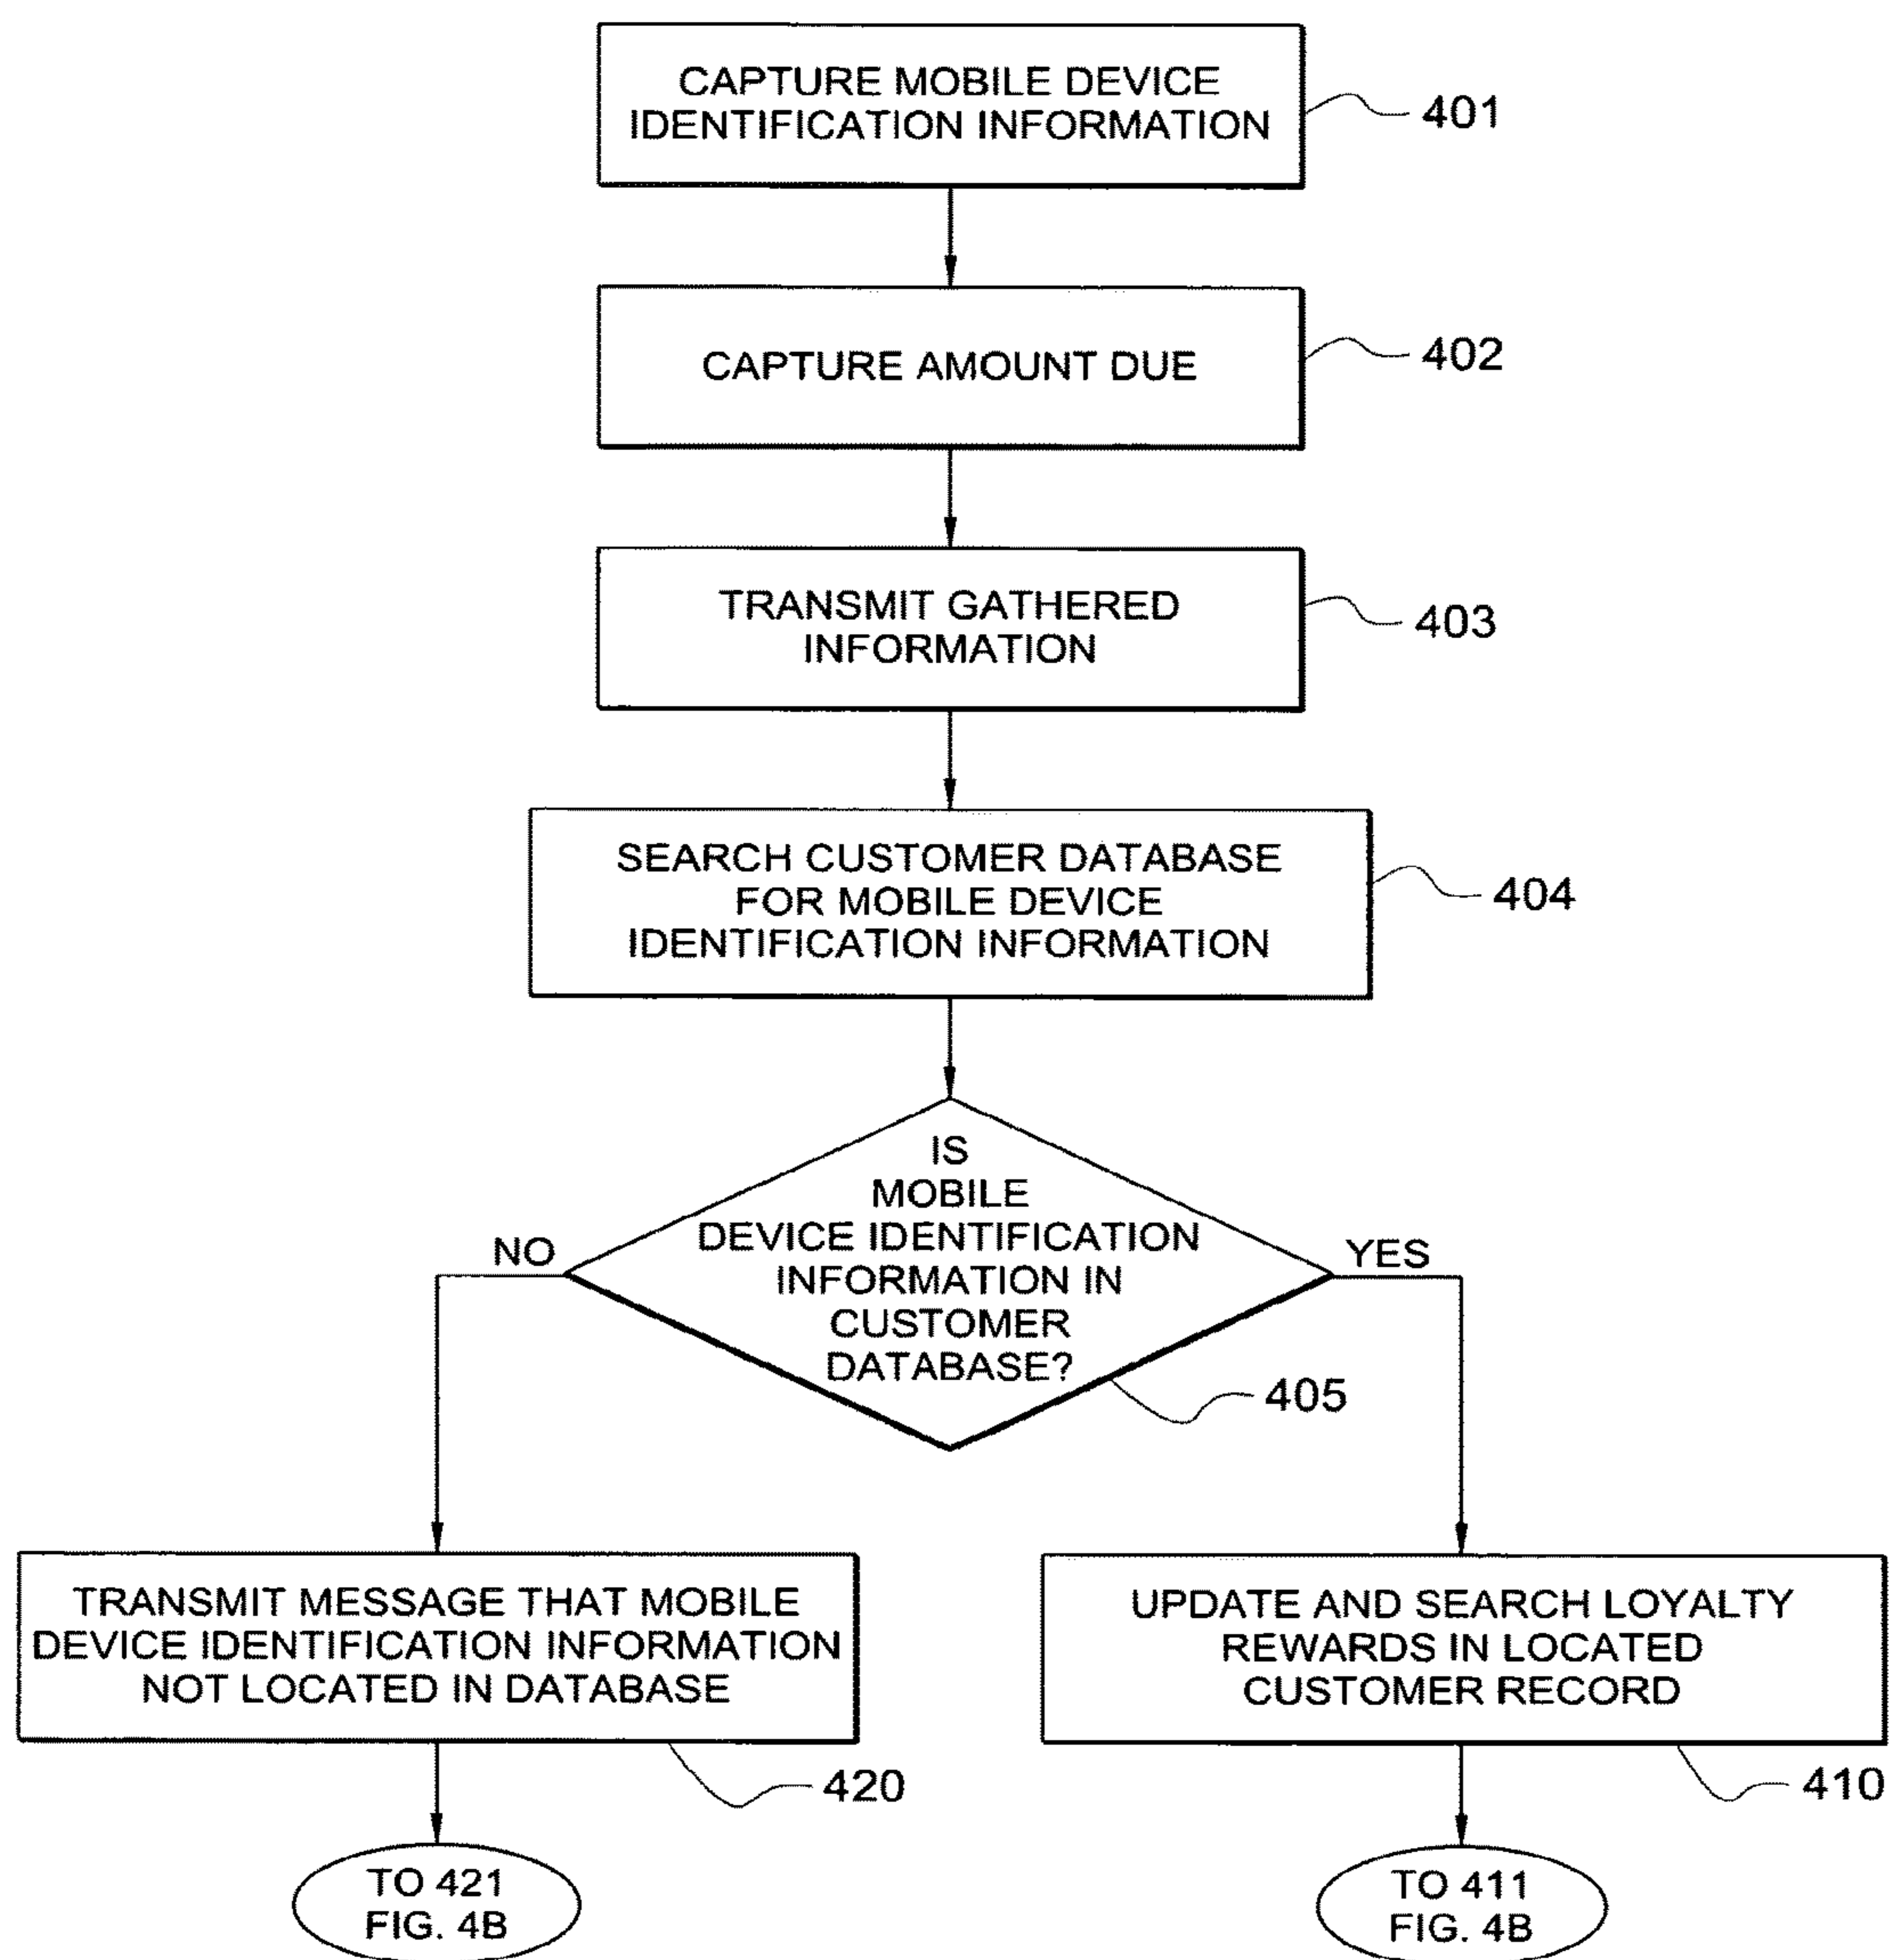 CAPTURE MOBILE DEVICE
IDENTIFICATION INFORMATION
401
CAPTURE AMOUNT DUE
402
TRANSMIT GATHERED
INFORMATION
403
SEARCH CUSTOMER DATABASE
FOR MOBILE DEVICE
IDENTIFICATION INFORMATION
404
IS
MOBILE
DEVICE IDENTIFICATION
INFORMATION IN
CUSTOMER
DATABASE?
405
NO
YES
TRANSMIT MESSAGE THAT MOBILE
DEVICE IDENTIFICATION INFORMATION
NOT LOCATED IN DATABASE
420
UPDATE AND SEARCH LOYALTY
REWARDS IN LOCATED
CUSTOMER RECORD
410
TO 421
FIG. 4B
TO 411
FIG. 4B